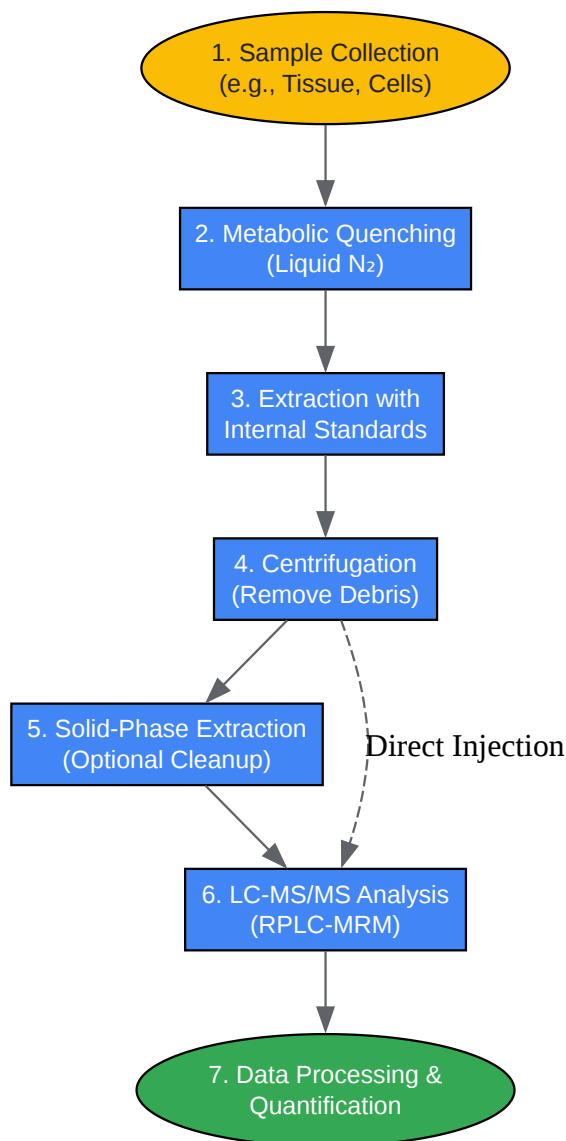 1. Sample Collection
(e.g., Tissue, Cells)
2. Metabolic Quenching
(Liquid N₂)
3. Extraction with
Internal Standards
4. Centrifugation
(Remove Debris)
5. Solid-Phase Extraction
(Optional Cleanup)
Direct Injection
6. LC-MS/MS Analysis
(RPLC-MRM)
7. Data Processing &
Quantification